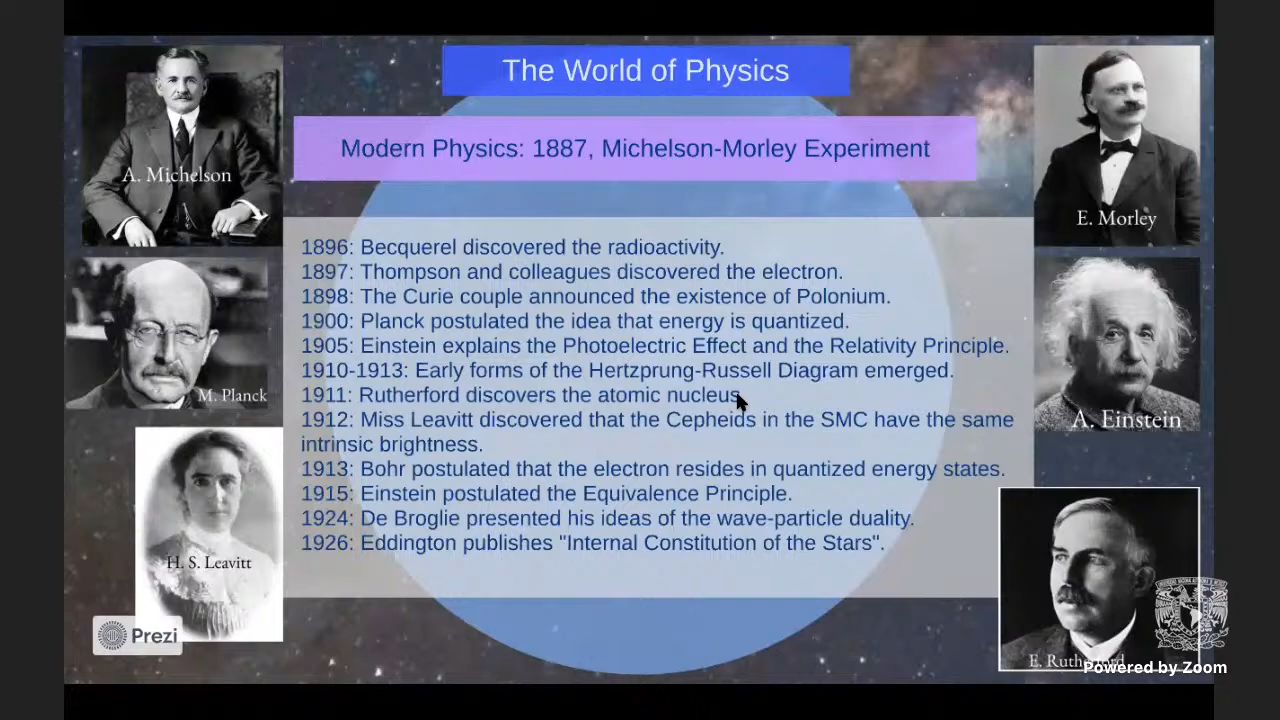 The World of Physics
Modern Physics: 1887, Michelson-Morley Experiment
A. Michelson
E. Morley
1896: Becquerel discovered the radioactivity.
1897: Thompson and colleagues discovered the electron.
1898: The Curie couple announced the existence of Polonium.
1900: Planck postulated the idea that energy is quantized.
1905: Einstein explains the Photoelectric Effect and the Relativity Principle.
1910-1913: Early forms of the Hertzprung-Russell Diagram emerged.
1911: Rutherford discovers the atomic nucleus.
1912: Miss Leavitt discovered that the Cepheids in the SMC have the same
intrinsic brightness.
1913: Bohr postulated that the electron resides in quantized energy states.
1915: Einstein postulated the Equivalence Principle.
1924: De Broglie presented his ideas of the wave-particle duality.
1926: Eddington publishes "Internal Constitution of the Stars".
M. Planck
A. Einstein
H. S. Leavitt
Prezi
E. Rutherford
Powered by Zoom